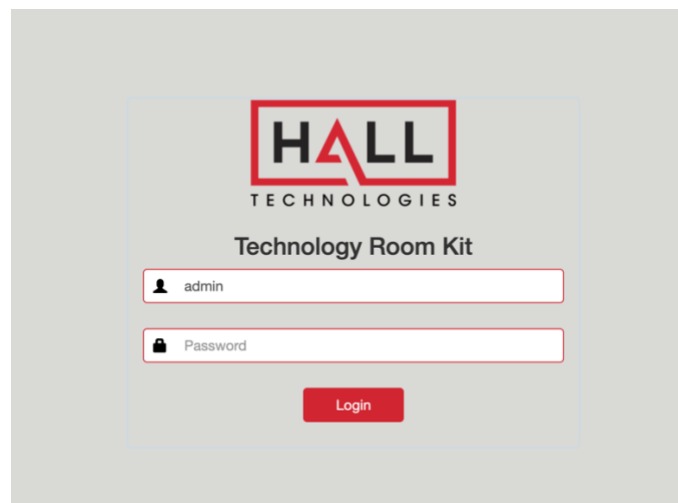 HALL
TECHNOLOGIES
Technology Room Kit
admin
Password
Login